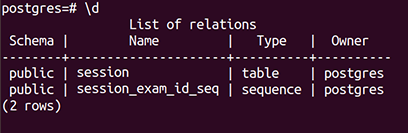 postgres=# \d
List of relations
Schema | Name | Type | Owner
--------+---------------------+----------+----------
public | session | table | postgres
public | session_exam_id_seq | sequence | postgres
(2 rows)